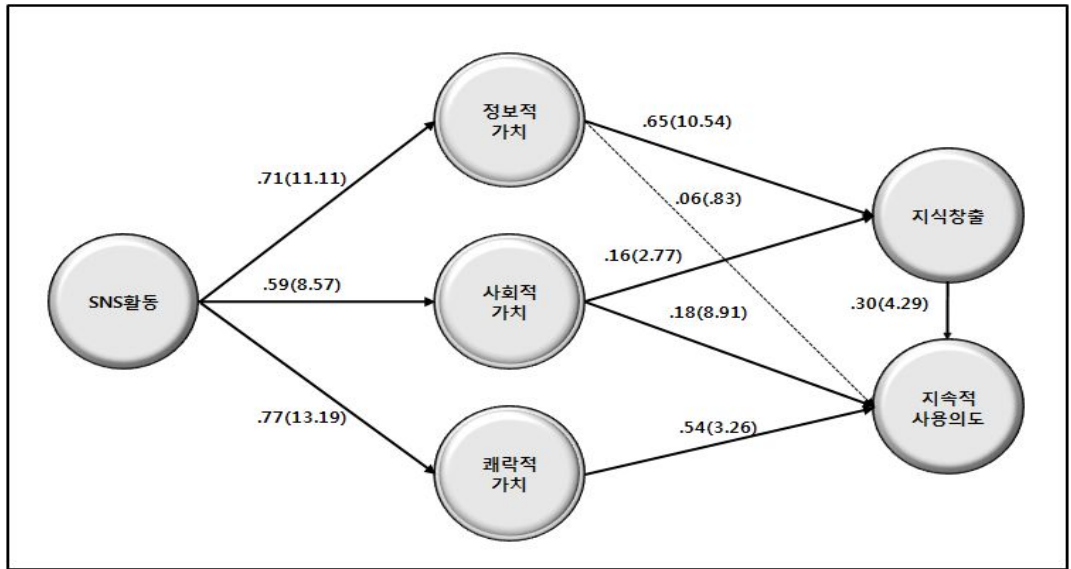 정보적
가치
.65(10.54)
.71(11.11)
.06(.83)
지식창출
.16(2.77)
.59(8.57)
SNS활동
사회적
가치
.18(8.91)
.30(4.29)
지속적
사용의도
.77(13.19)
.54(3.26)
쾌락적
가치